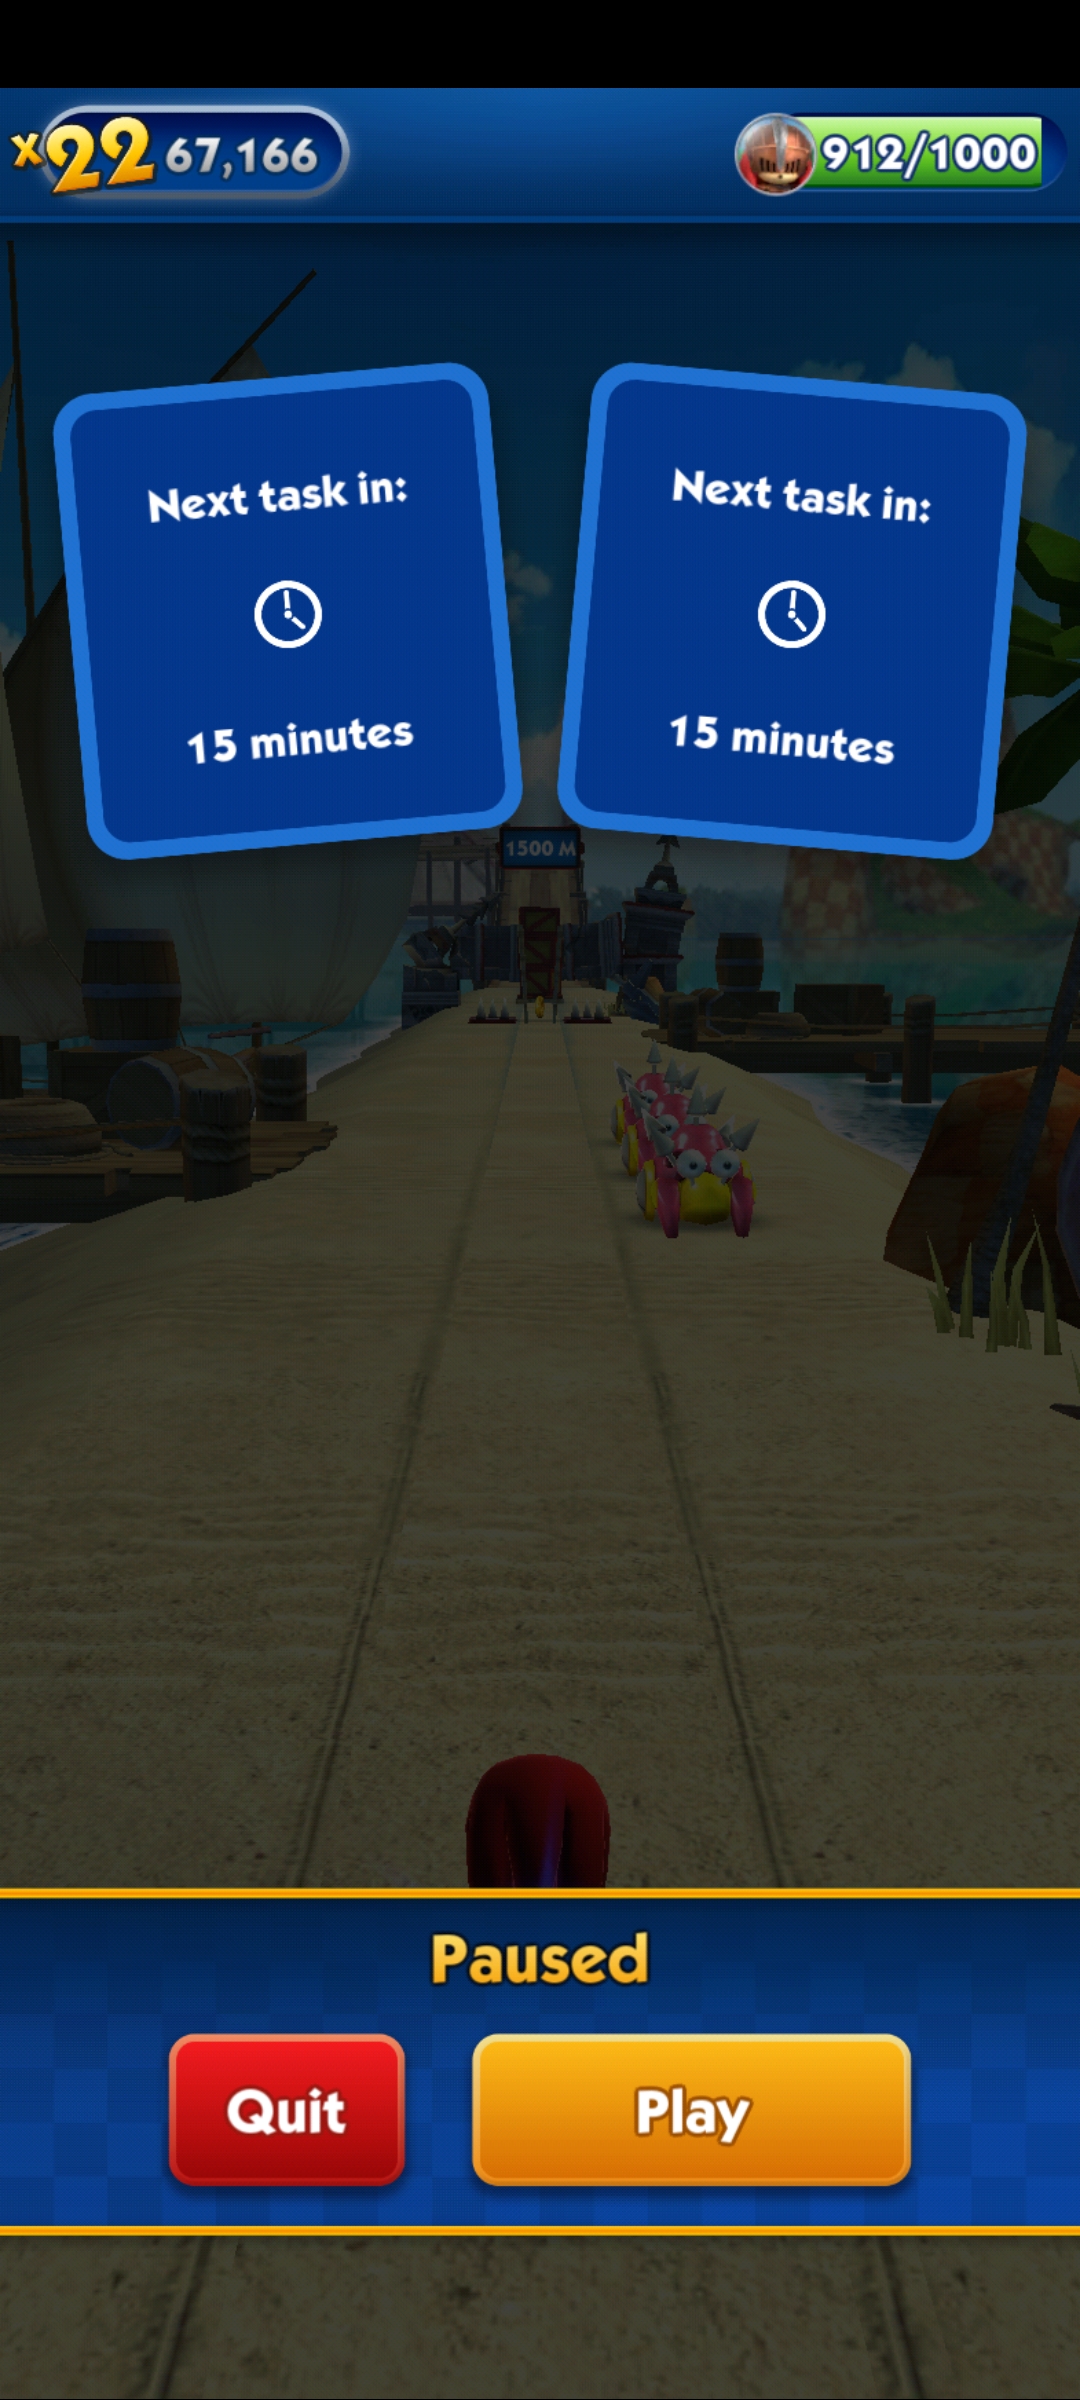 x22 67,166
912/1000
Next task in:
15 minutes
Next task in:
15 minutes
1500 M
Paused
Quit
Play